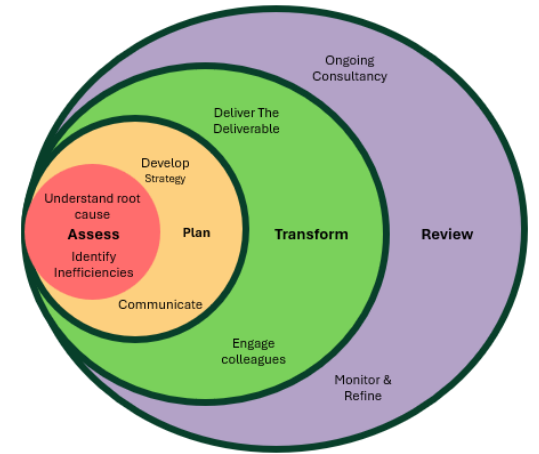 Ongoing
Consultancy
Deliver The
Deliverable
Develop
Strategy
Understand root
cause
Assess
Plan
Transform
Review
Identify
Inefficiencies
Communicate
Engage
colleagues
Monitor &
Refine